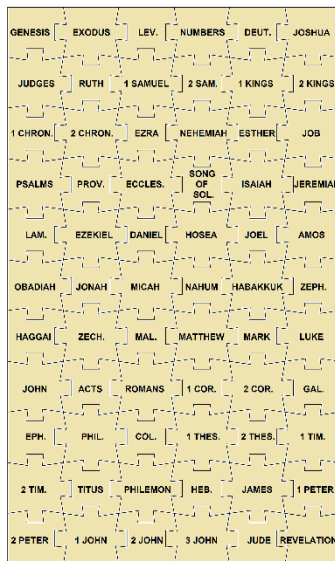 GENESIS EXODUS LEV. NUMBERS DEUT. JOSHUA
JUDGES RUTH 1 SAMUEL 2 SAM. 1 KINGS 2 KINGS
1 CHRON. 2 CHRON. EZRA NEHEMIAH ESTHER JOB
PSALMS PROV. ECCLES. SONG OF SOL. ISAIAH JEREMIAH
LAM. EZEKIEL DANIEL HOSEA JOEL AMOS
OBADIAH JONAH MICAH NAHUM HABAKKUK ZEPH.
HAGGAI ZECH. MAL. MATTHEW MARK LUKE
JOHN ACTS ROMANS 1 COR. 2 COR. GAL.
EPH. PHIL. COL. 1 THES. 2 THES. 1 TIM.
2 TIM. TITUS PHILEMON HEB. JAMES 1 PETER
2 PETER 1 JOHN 2 JOHN 3 JOHN JUDE REVELATION